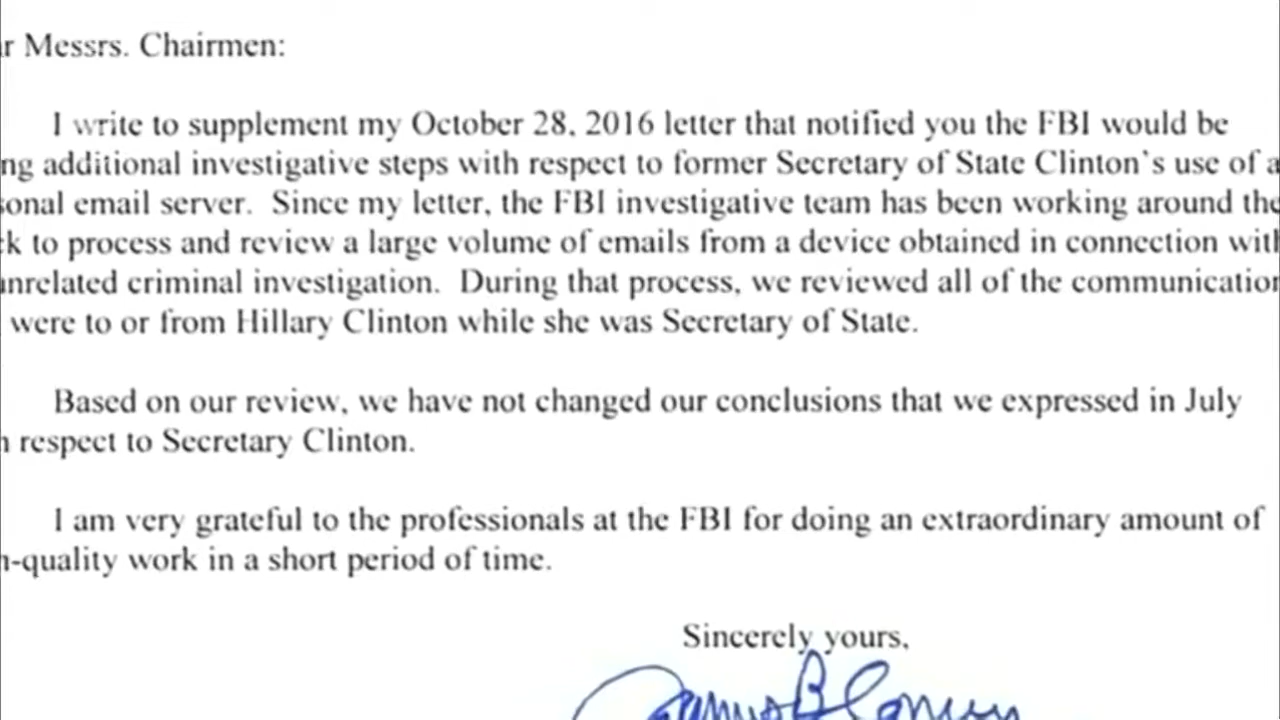 r Messrs. Chairmen:
I write to supplement my October 28, 2016 letter that notified you the FBI would be
ng additional investigative steps with respect to former Secretary of State Clinton's use of a
sonal email server. Since my letter, the FBI investigative team has been working around the
k to process and review a large volume of emails from a device obtained in connection with
unrelated criminal investigation. During that process, we reviewed all of the communication
were to or from Hillary Clinton while she was Secretary of State.
Based on our review, we have not changed our conclusions that we expressed in July
h respect to Secretary Clinton.
I am very grateful to the professionals at the FBI for doing an extraordinary amount of
h-quality work in a short period of time.
Sincerely yours,
James B Comey